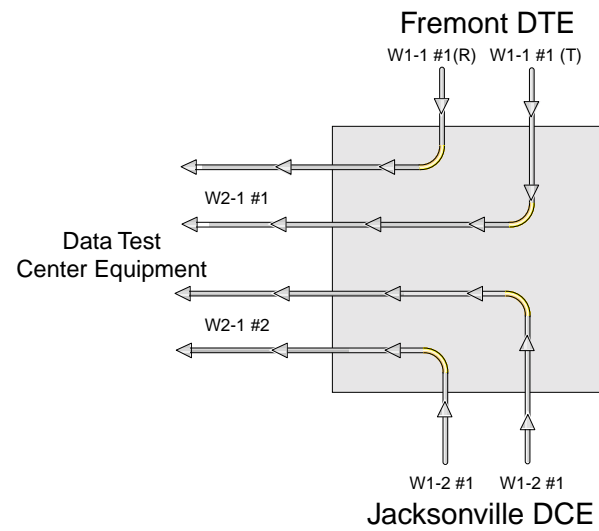 Fremont DTE
W1-1 #1(R) W1-1 #1 (T)
W2-1 #1
Data Test
Center Equipment
W2-1 #2
W1-2 #1 W1-2 #1
Jacksonville DCE